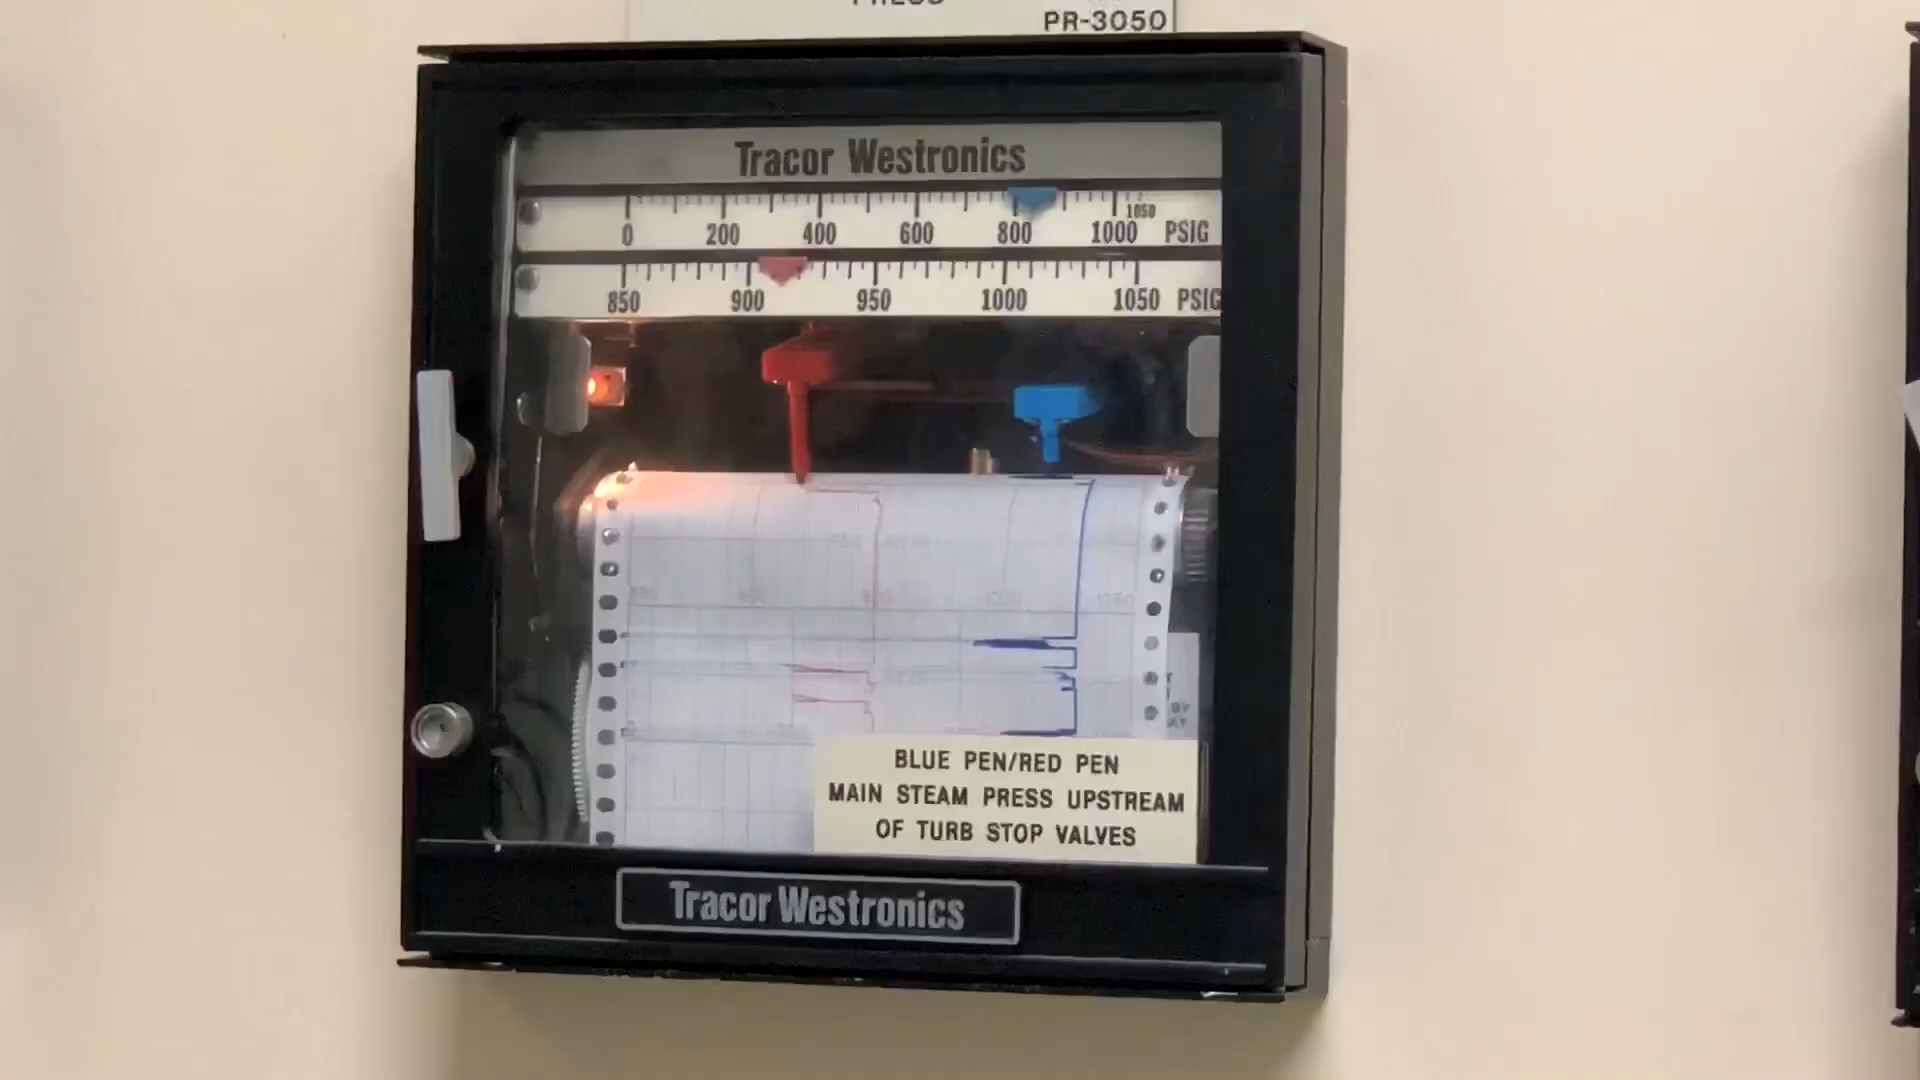 PR-3050
Tracor Westronics
1050
0 200 400 600 800 1000 PSIG
850 900 950 1000 1050 PSIG
BLUE PEN/RED PEN
MAIN STEAM PRESS UPSTREAM
OF TURB STOP VALVES
Tracor Westronics